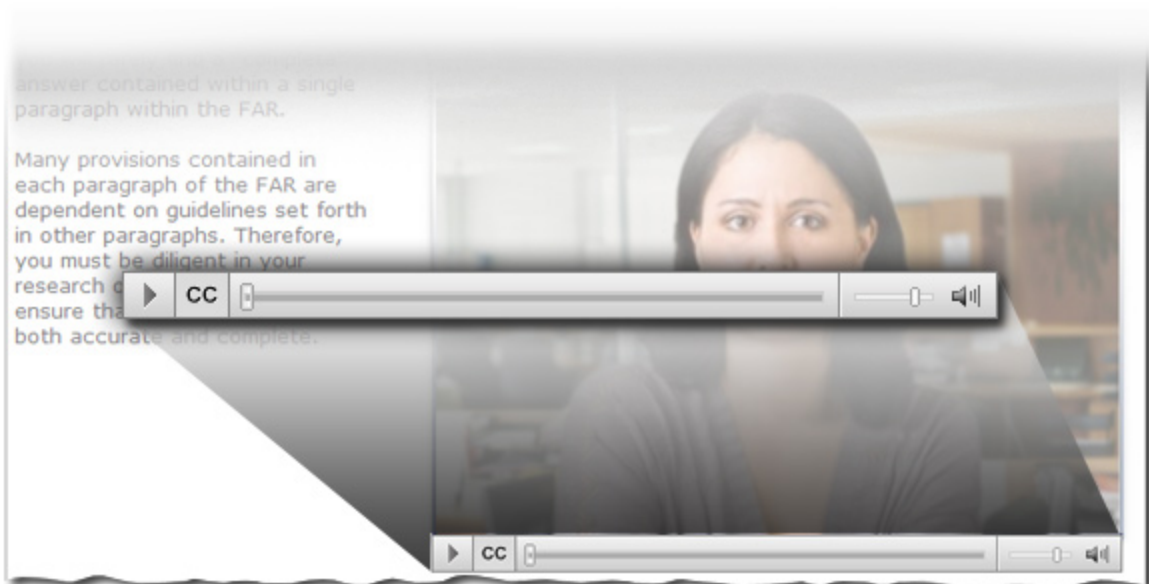 answer contained within a single
paragraph within the FAR.
Many provisions contained in
each paragraph of the FAR are
dependent on guidelines set forth
in other paragraphs. Therefore,
you must be diligent in your
research
ensure
both accurate and complete.
CC
CC